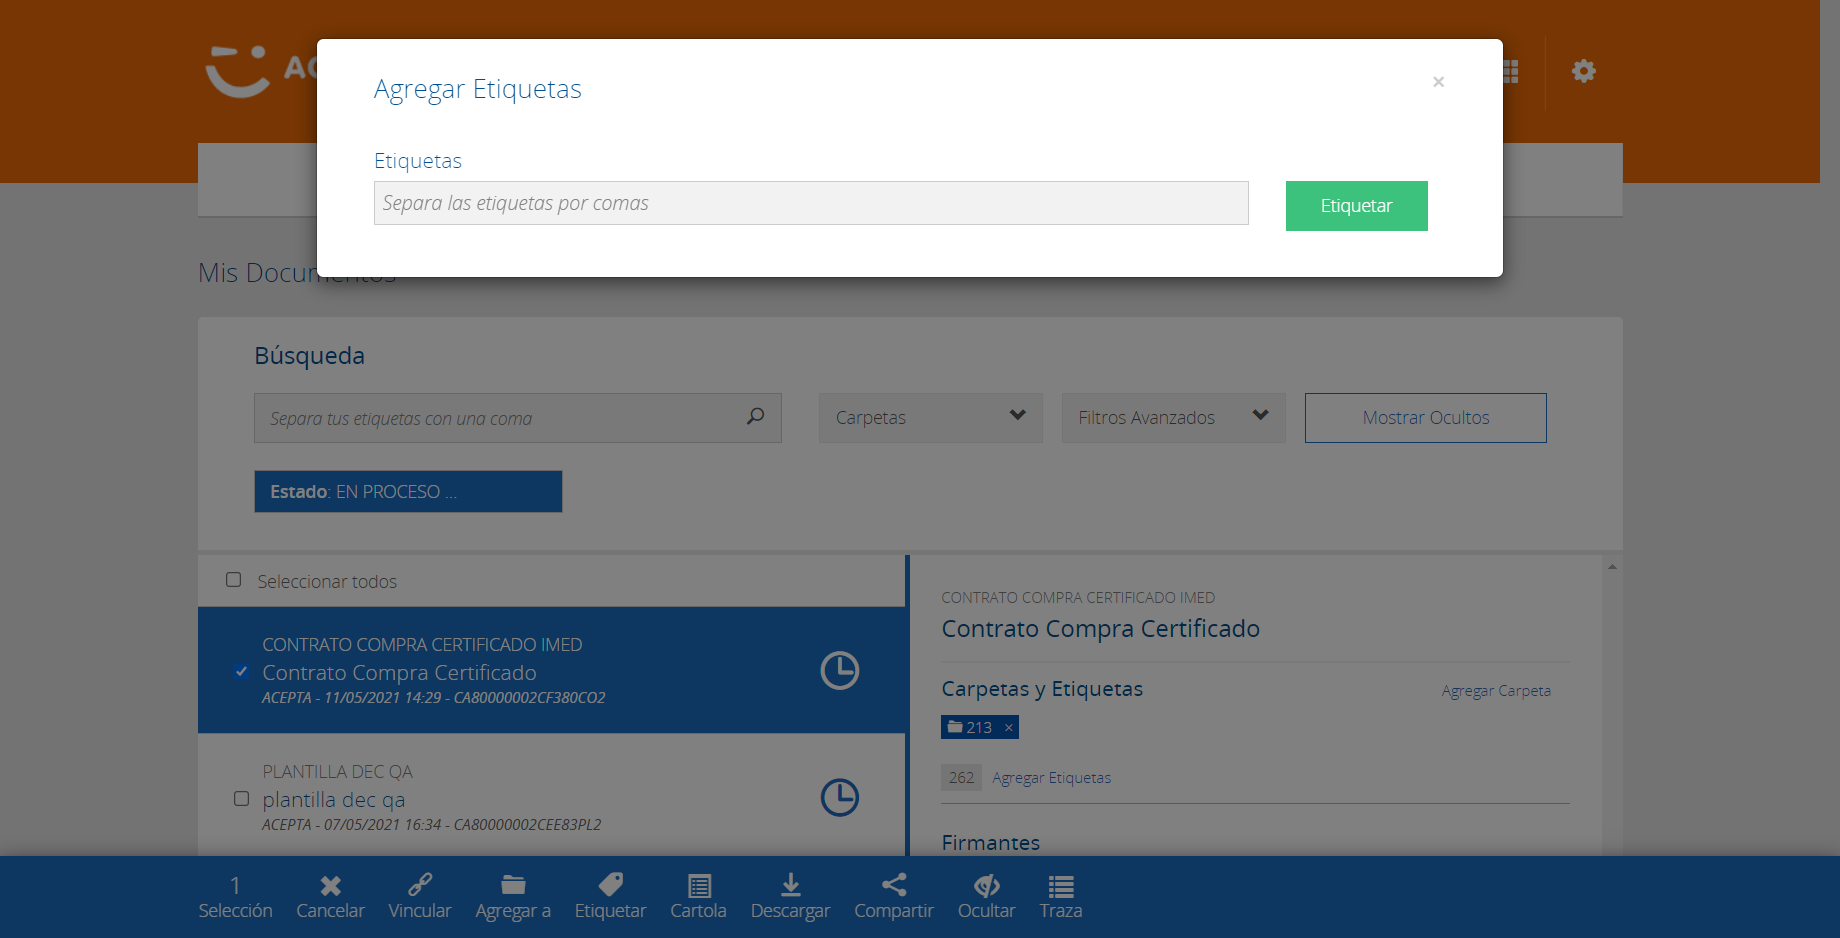 Agregar Etiquetas
×
Etiquetas
Separa las etiquetas por comas
Etiquetar
Búsqueda
Separa tus etiquetas con una coma
Carpetas
Filtros Avanzados
Mostrar Ocultos
Estado: EN PROCESO ...
Seleccionar todos
CONTRATO COMPRA CERTIFICADO IMED
Contrato Compra Certificado
ACEPTA - 11/05/2021 14:29 - CA80000002CF380CO2
PLANTILLA DEC QA
plantilla dec qa
ACEPTA - 07/05/2021 16:34 - CA80000002CEE83PL2
CONTRATO COMPRA CERTIFICADO IMED
Contrato Compra Certificado
Carpetas y Etiquetas
Agregar Carpeta
213 ×
262 Agregar Etiquetas
Firmantes
1
Selección
Cancelar
Vincular
Agregar a
Etiquetar
Cartola
Descargar
Compartir
Ocultar
Traza